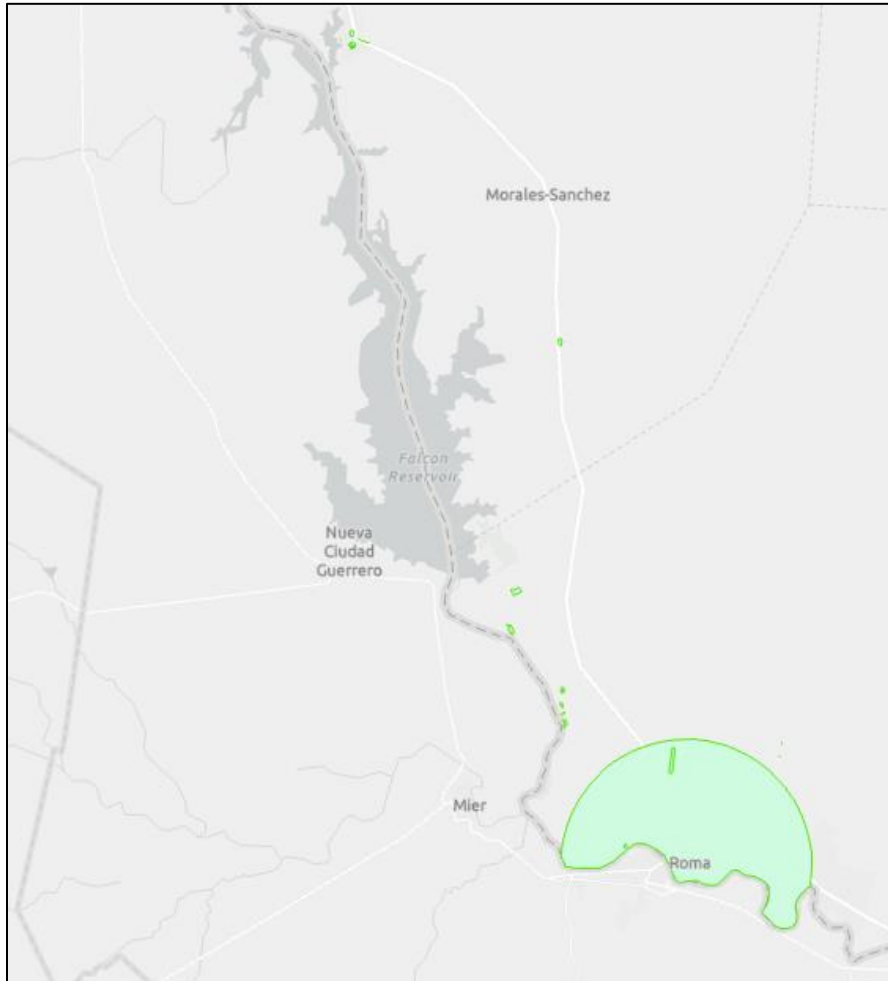 Morales-Sanchez
Falcon
Reservoir
Nueva
Ciudad
Guerrero
Mier
Roma